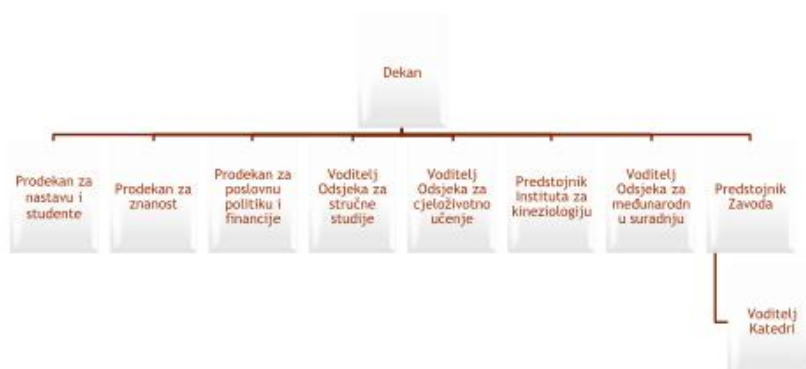 Dekan
Prodekan za
nastavu i
studente
Prodekan za
znanost
Prodekan za
poslovnu
politiku i
financije
Voditelj
Odsjeka za
stručne
studije
Voditelj
Odsjeka za
cjeloživotno
učenje
Predstojnik
Instituta za
kineziologiju
Voditelj
Odsjeka za
međunarodn
u suradnju
Predstojnik
Zavoda
Voditelj
Katedri